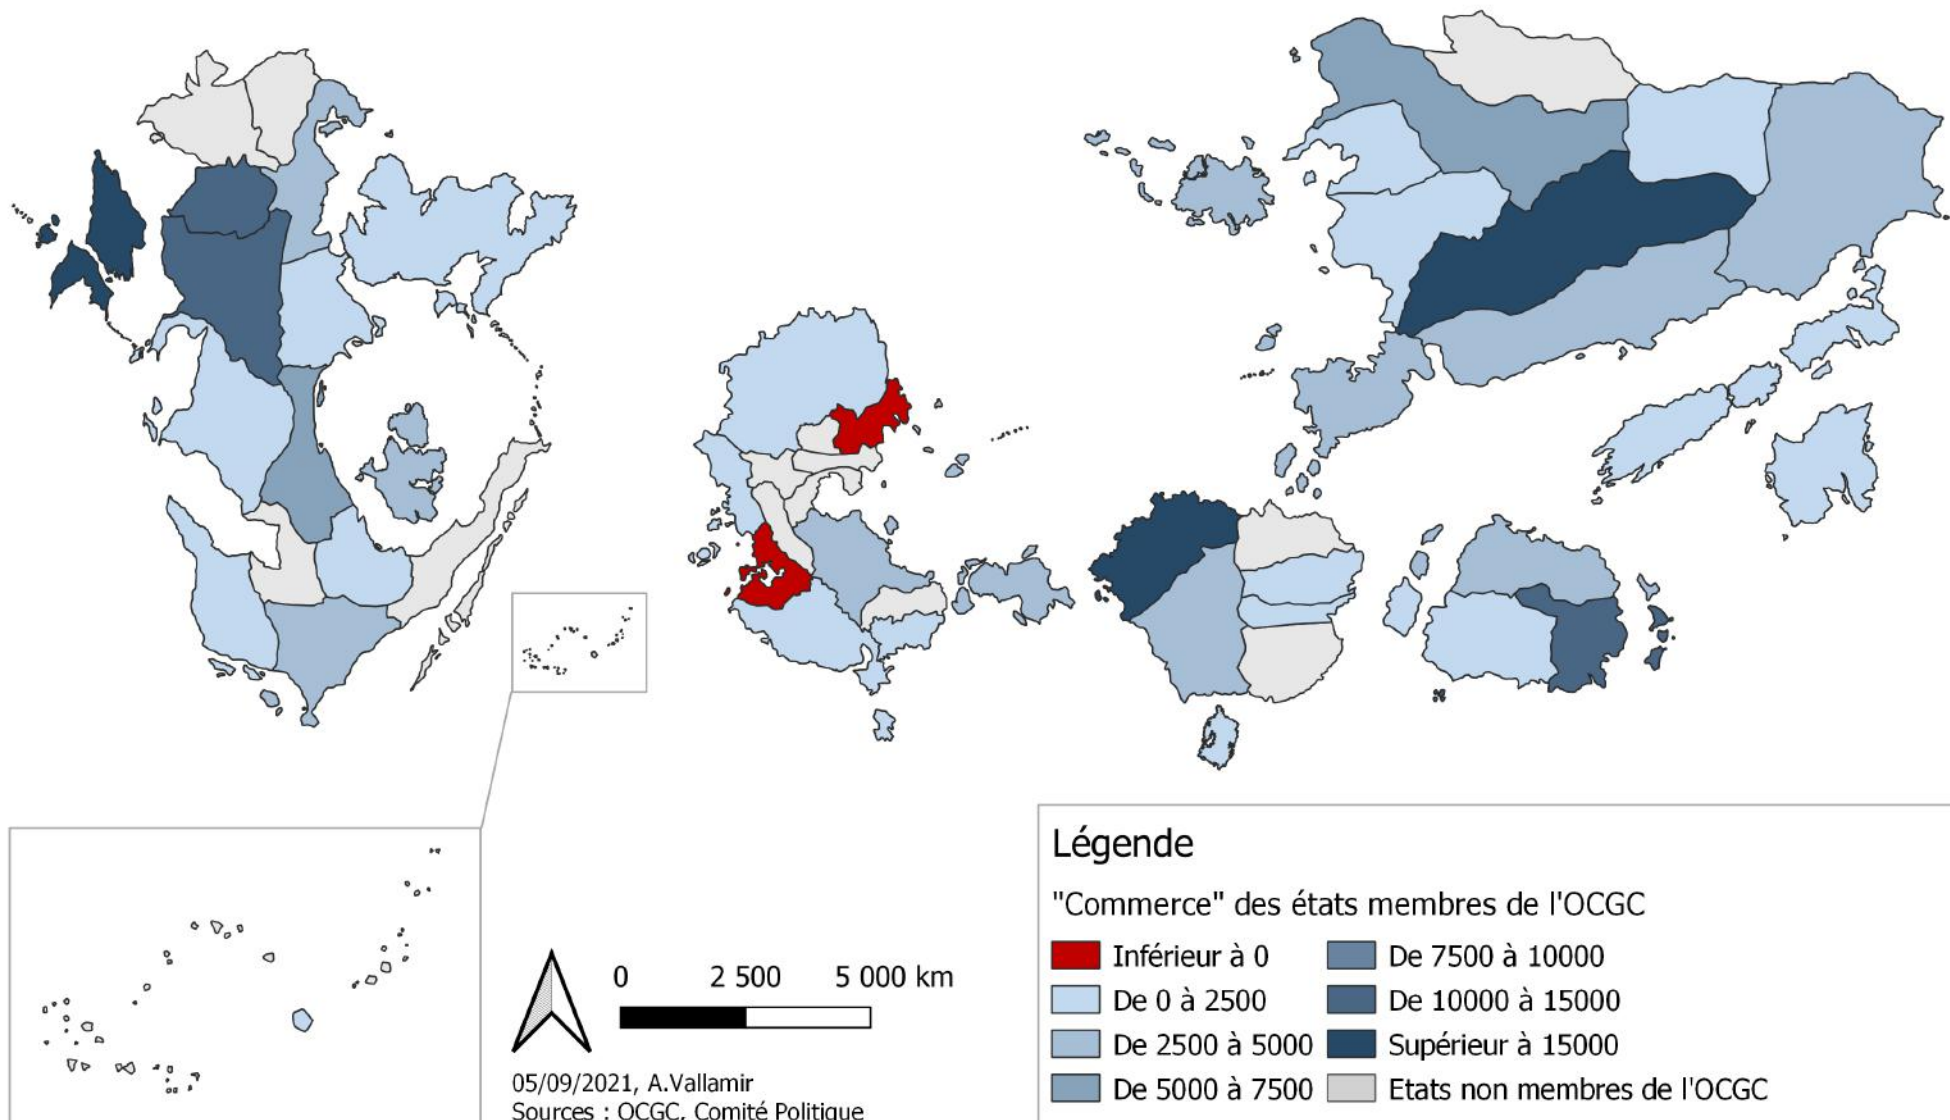 Légende
"Commerce" des états membres de l'OCGC
Inférieur à 0
De 0 à 2500
De 2500 à 5000
De 5000 à 7500
De 7500 à 10000
De 10000 à 15000
Supérieur à 15000
Etats non membres de l'OCGC
0 2 500 5 000 km
05/09/2021, A.Vallamir
Sources : OCGC, Comité Politique